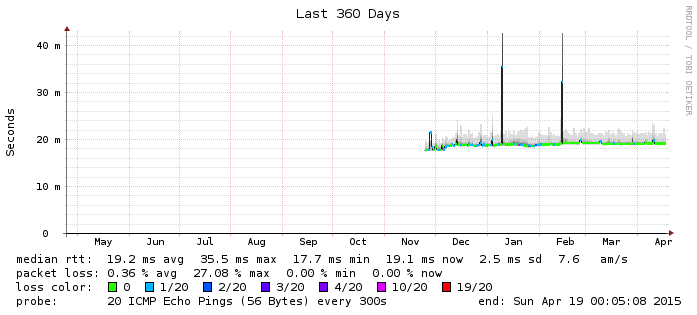 Last 360 Days
RRDTOOL / TOBI OETIKER
Seconds
40 m
30 m
20 m
10 m
0
May Jun Jul Aug Sep Oct Nov Dec Jan Feb Mar Apr
median rtt: 19.2 ms avg 35.5 ms max 17.7 ms min 19.1 ms now 2.5 ms sd 7.6 am/s
packet loss: 0.36 % avg 27.08 % max 0.00 % min 0.00 % now
loss color: 0 1/20 2/20 3/20 4/20 10/20 19/20
probe: 20 ICMP Echo Pings (56 Bytes) every 300s end: Sun Apr 19 00:05:08 2015